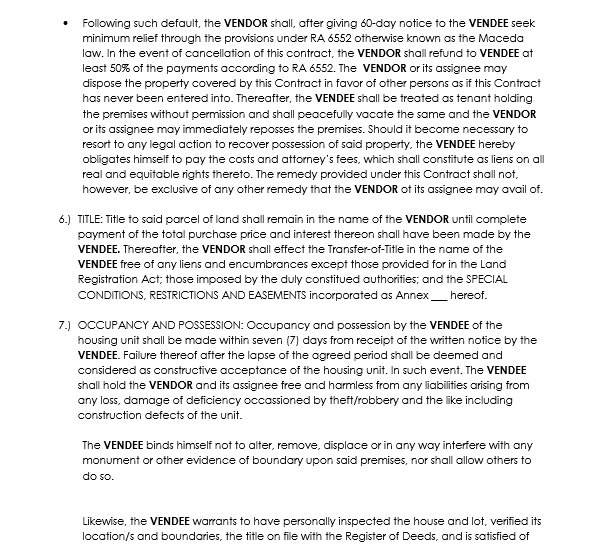 • Following such default, the VENDOR shall, after giving 60-day notice to the VENDEE seek
minimum relief through the provisions under RA 6552 otherwise known as the Maceda
law. In the event of cancellation of this contract, the VENDOR shall refund to VENDEE at
least 50% of the payments according to RA 6552. The VENDOR or its assignee may
dispose the property covered by this Contract in favor of other persons as if this Contract
has never been entered into. Thereafter, the VENDEE shall be treated as tenant holding
the premises without permission and shall peacefully vacate the same and the VENDOR
or its assignee may immediately reposses the premises. Should it become necessary to
resort to any legal action to recover possession of said property, the VENDEE hereby
obligates himself to pay the costs and attorney's fees, which shall constitute as liens on all
real and equitable rights thereto. The remedy provided under this Contract shall not,
however, be exclusive of any other remedy that the VENDOR ot its assignee may avail of.
6.) TITLE: Title to said parcel of land shall remain in the name of the VENDOR until complete
payment of the total purchase price and interest thereon shall have been made by the
VENDEE. Thereafter, the VENDOR shall effect the Transfer-of-Title in the name of the
VENDEE free of any liens and encumbrances except those provided for in the Land
Registration Act; those imposed by the duly constitued authorities; and the SPECIAL
CONDITIONS, RESTRICTIONS AND EASEMENTS incorporated as Annex ___ hereof.
7.) OCCUPANCY AND POSSESSION: Occupancy and possession by the VENDEE of the
housing unit shall be made within seven (7) days from receipt of the written notice by the
VENDEE. Failure thereof after the lapse of the agreed period shall be deemed and
considered as constructive acceptance of the housing unit. In such event. The VENDEE
shall hold the VENDOR and its assignee free and harmless from any liabilities arising from
any loss, damage of deficiency occassioned by theft/robbery and the like including
construction defects of the unit.
The VENDEE binds himself not to alter, remove, displace or in any way interfere with any
monument or other evidence of boundary upon said premises, nor shall allow others to
do so.
Likewise, the VENDEE warrants to have personally inspected the house and lot, verified its
location/s and boundaries, the title on file with the Register of Deeds, and is satisfied of